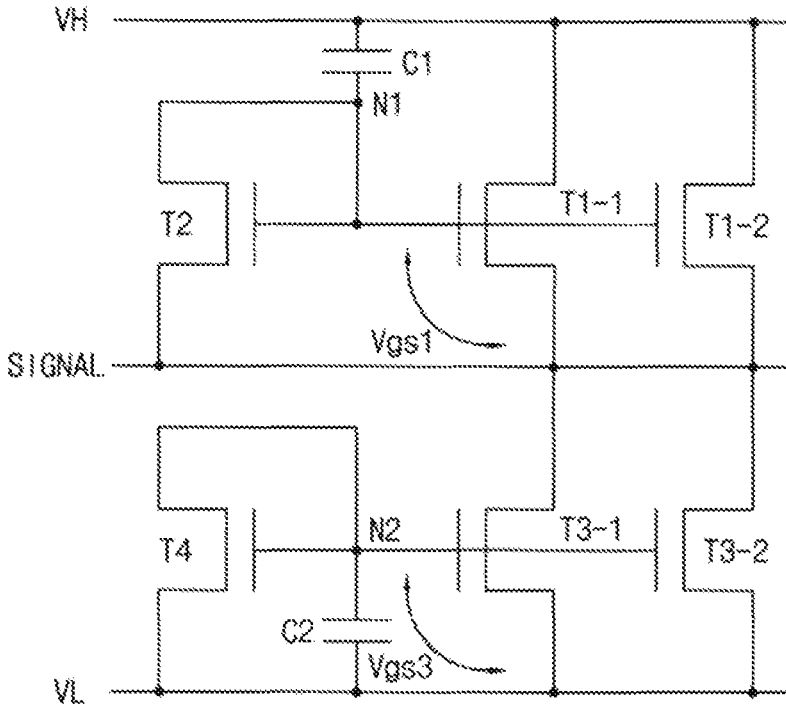 VH
C1
N1
T2
T1-1
T1-2
Vgs1
SIGNAL
T4
N2
T3-1
T3-2
C2
Vgs3
VL